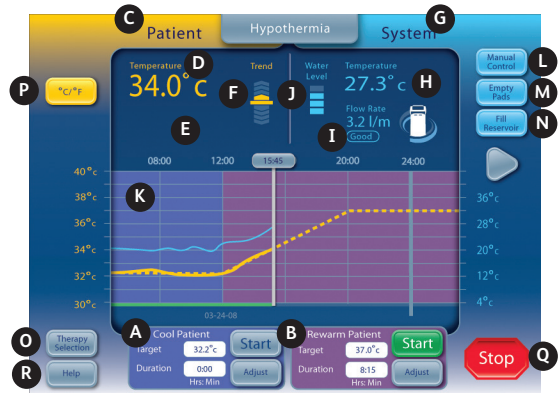 C
Patient
Hypothermia
System
G
Temperature
D
34.0°c
Trend
F
E
Water
Level
J
Temperature
27.3°c
H
Flow Rate
3.2 l/m
Good
I
P
°C/°F
Manual
Control
L
Empty
Pads
M
Fill
Reservoir
N
08:00
12:00
15:45
20:00
24:00
40°c
38°c
36°c
34°c
32°c
30°c
K
36°c
28°c
20°c
12°c
4°c
03-24-08
A
Cool Patient
Target
32.2°c
Duration
0:00
Hrs: Min
Start
Adjust
B
Rewarm Patient
Target
37.0°c
Duration
8:15
Hrs: Min
Start
Adjust
O
Therapy
Selection
R
Help
Stop
Q